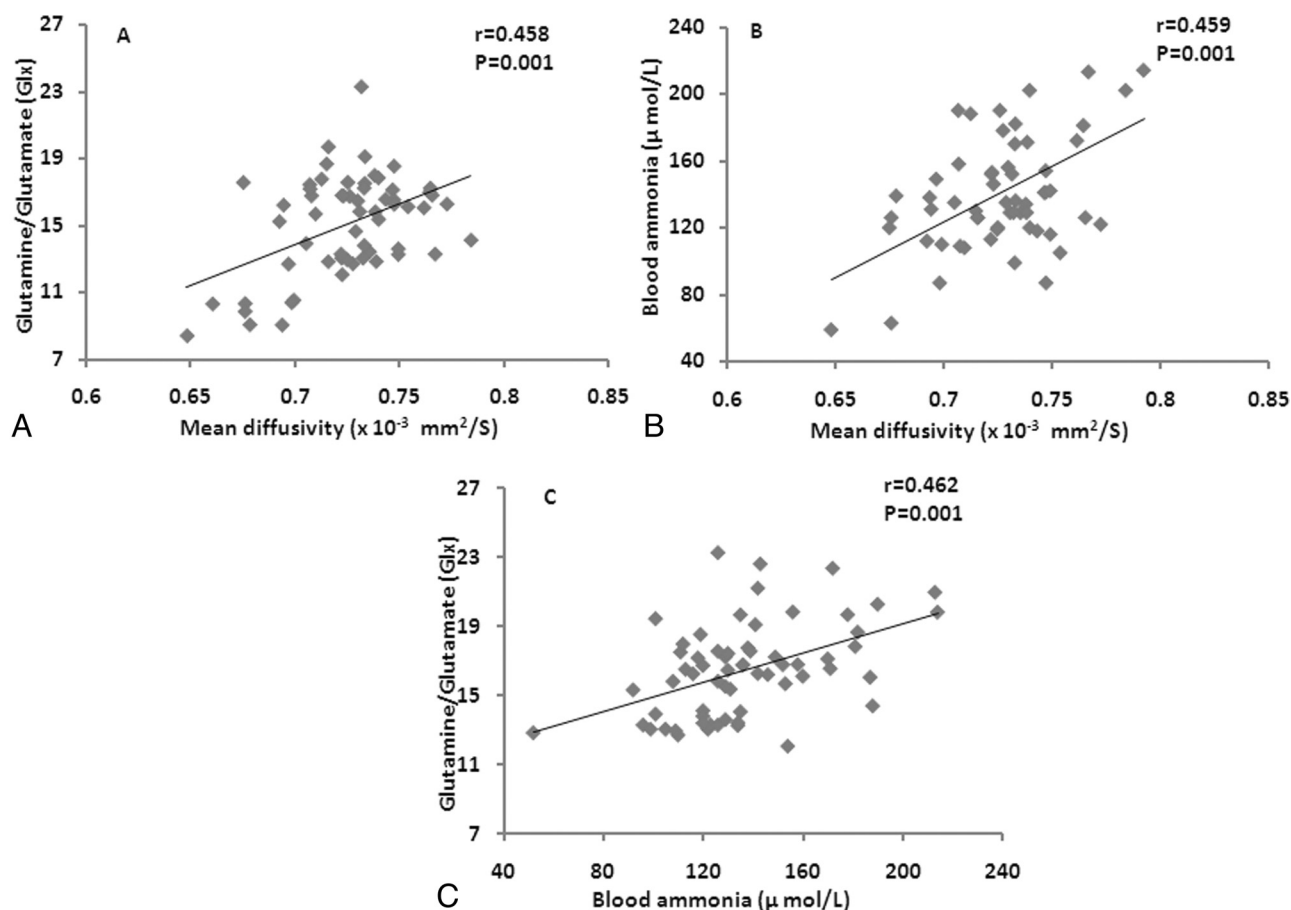 A
r=0.458
P=0.001
Glutamine/Glutamate (Glx)
27
23
19
15
11
7
0.6 0.65 0.7 0.75 0.8 0.85
Mean diffusivity (x 10⁻³ mm²/S)
A
B
r=0.459
P=0.001
Blood ammonia (µ mol/L)
240
200
160
120
80
40
0.6 0.65 0.7 0.75 0.8 0.85
Mean diffusivity (x 10⁻³ mm²/S)
B
C
r=0.462
P=0.001
Glutamine/Glutamate (Glx)
27
23
19
15
11
7
40 80 120 160 200 240
Blood ammonia (µ mol/L)
C